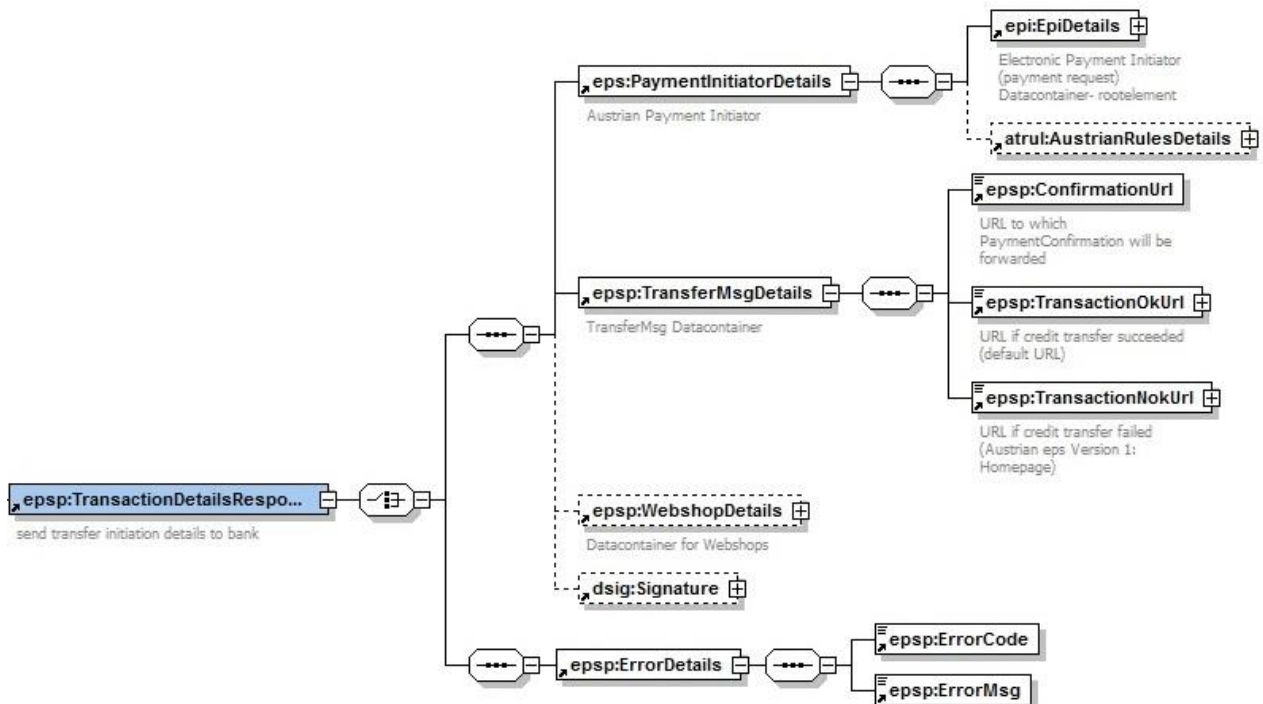 epi:EpiDetails
Electronic Payment Initiator
(payment request)
Datacontainer- rootelement
eps:PaymentInitiatorDetails
Austrian Payment Initiator
atrul:AustrianRulesDetails
epsp:ConfirmationUrl
URL to which
PaymentConfirmation will be
forwarded
epsp:TransferMsgDetails
TransferMsg Datacontainer
epsp:TransactionOkUrl
URL if credit transfer succeeded
(default URL)
epsp:TransactionNokUrl
URL if credit transfer failed
(Austrian eps Version 1:
Homepage)
epsp:TransactionDetailsRespo...
send transfer initiation details to bank
epsp:WebshopDetails
Datacontainer for Webshops
dsig:Signature
epsp:ErrorDetails
epsp:ErrorCode
epsp:ErrorMsg